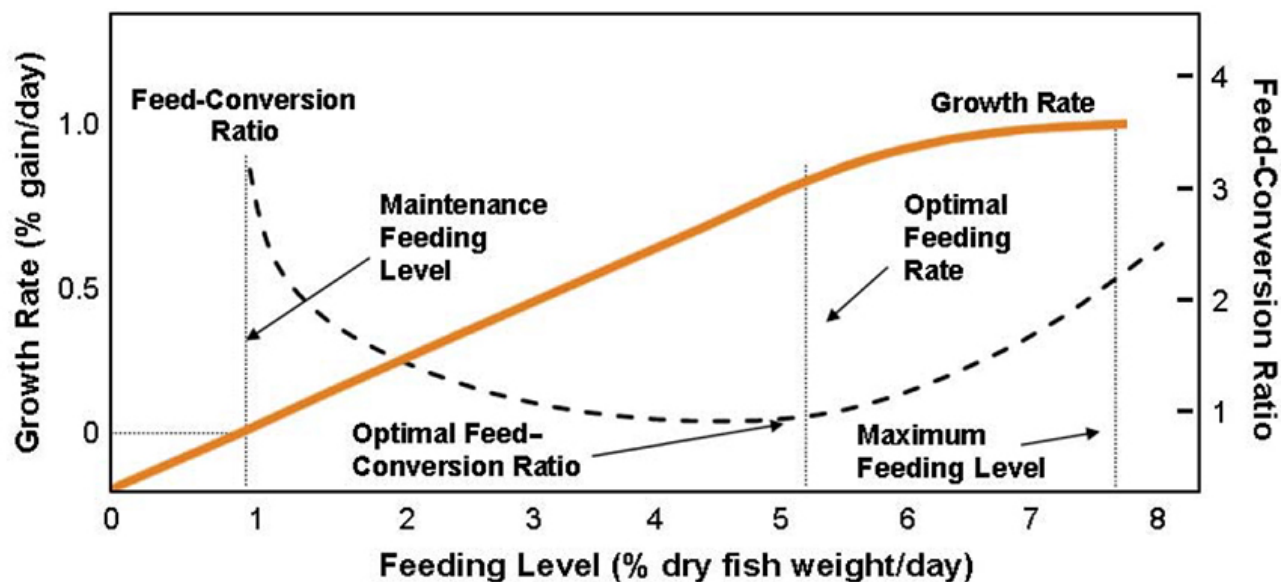 Growth Rate (% gain/day)
1.0
0.5
0
Feed-Conversion
Ratio
Maintenance
Feeding
Level
Growth Rate
Optimal
Feeding
Rate
Optimal Feed–
Conversion Ratio
Maximum
Feeding Level
4
3
2
1
Feed-Conversion Ratio
0 1 2 3 4 5 6 7 8
Feeding Level (% dry fish weight/day)